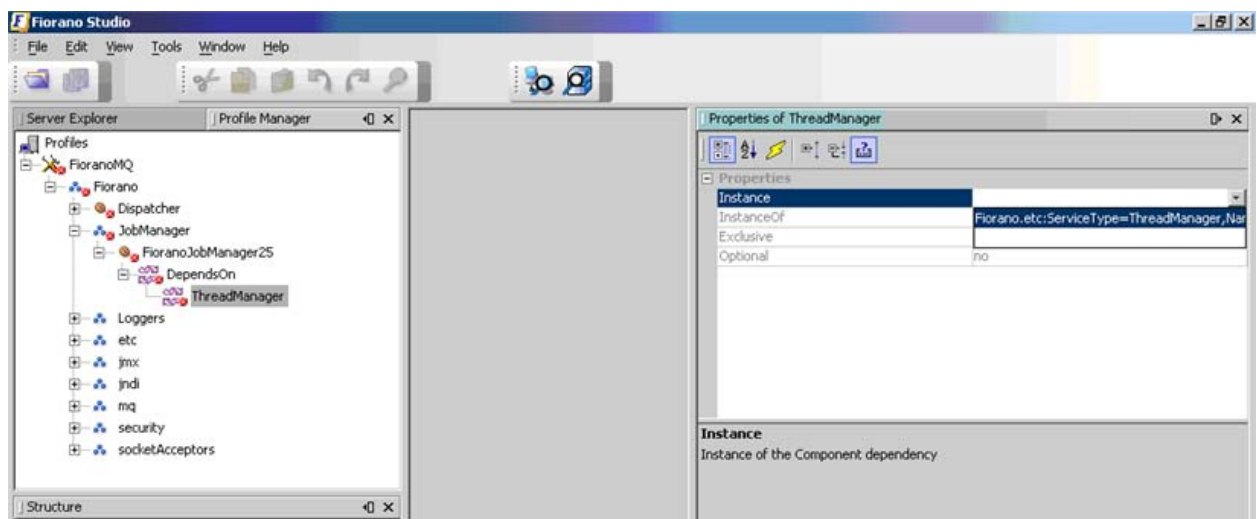 Fiorano Studio
File Edit View Tools Window Help
Server Explorer Profile Manager
Properties of ThreadManager
Profiles
FioranoMQ
Fiorano
Dispatcher
JobManager
FioranoJobManager25
DependsOn
ThreadManager
Loggers
etc
jmx
jndi
mq
security
socketAcceptors
Structure
Properties
Instance
InstanceOf Fiorano.etc:ServiceType=ThreadManager,Nar
Exclusive
Optional no
Instance
Instance of the Component dependency